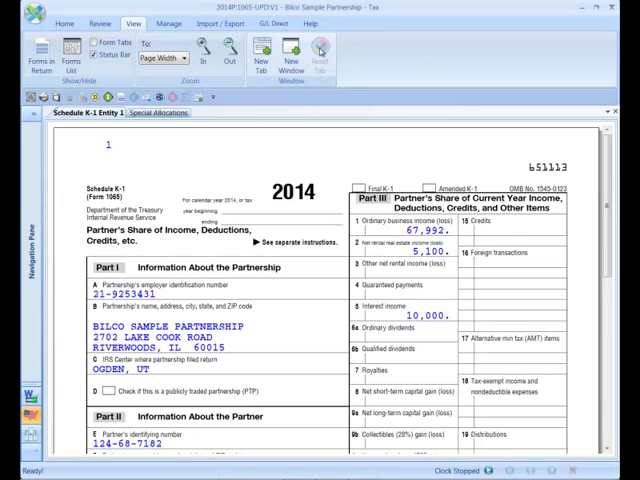 2014P:1065-UPD:V1 - Bilco Sample Partnership - Tax
Home Review View Manage Import / Export G/L Direct Help
Forms in Return
Forms List
Form Tabs
Status Bar
Show/Hide
To:
Page Width
In
Out
Zoom
New Tab
New Window
Reset Tab
Window
Schedule K-1 Entity 1 Special Allocations
Navigation Pane
1
651113
Schedule K-1
(Form 1065)
Department of the Treasury
Internal Revenue Service
For calendar year 2014, or tax
year beginning,
ending
2014
Partner's Share of Income, Deductions,
Credits, etc.
See separate instructions.
Part I Information About the Partnership
A Partnership's employer identification number
21-9253431
B Partnership's name, address, city, state, and ZIP code
BILCO SAMPLE PARTNERSHIP
2702 LAKE COOK ROAD
RIVERWOODS, IL 60015
C IRS Center where partnership filed return
OGDEN, UT
D Check if this is a publicly traded partnership (PTP)
Part II Information About the Partner
E Partner's identifying number
124-68-7182
Final K-1 Amended K-1 OMB No. 1545-0123
Part III Partner's Share of Current Year Income,
Deductions, Credits, and Other Items
1 Ordinary business income (loss)
67,992.
2 Net rental real estate income (loss)
5,100.
3 Other net rental income (loss)
4 Guaranteed payments
5 Interest income
10,000.
6a Ordinary dividends
6b Qualified dividends
7 Royalties
8 Net short-term capital gain (loss)
9a Net long-term capital gain (loss)
9b Collectibles (28%) gain (loss)
15 Credits
16 Foreign transactions
17 Alternative min tax (AMT) items
18 Tax-exempt income and
nondeductible expenses
19 Distributions
Ready!
Clock Stopped